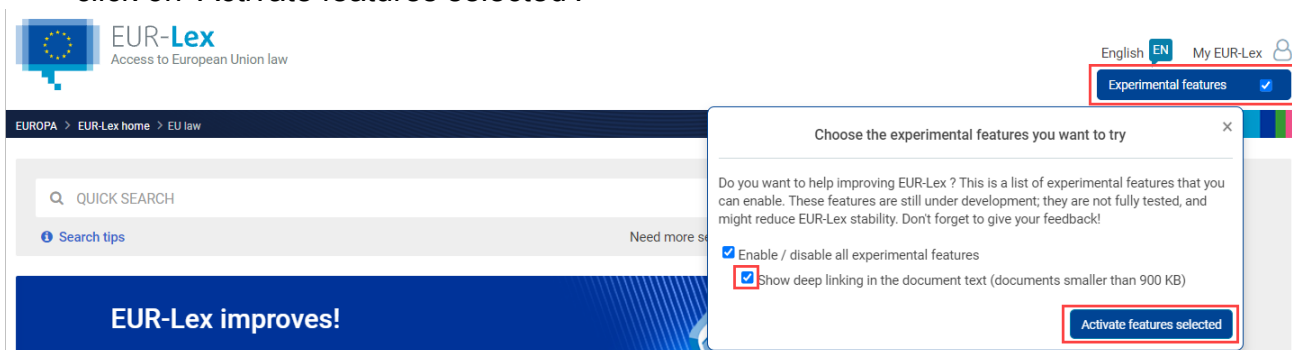 click on 'Activate features selected'.
EUR-Lex
Access to European Union law
English EN My EUR-Lex
Experimental features
EUROPA > EUR-Lex home > EU law
Choose the experimental features you want to try ×
Do you want to help improving EUR-Lex ? This is a list of experimental features that you
can enable. These features are still under development; they are not fully tested, and
might reduce EUR-Lex stability. Don't forget to give your feedback!
QUICK SEARCH
Search tips
Need more se
Enable / disable all experimental features
Show deep linking in the document text (documents smaller than 900 KB)
Activate features selected
EUR-Lex improves!